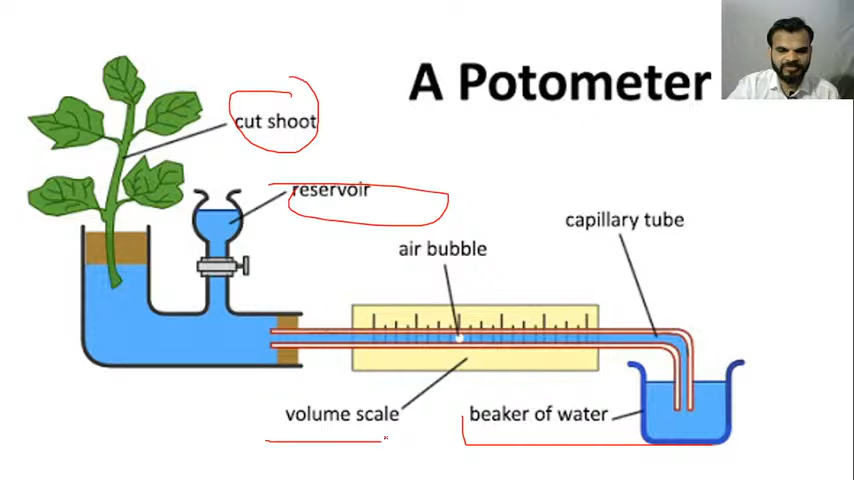 A Potometer
cut shoot
reservoir
capillary tube
air bubble
volume scale
beaker of water